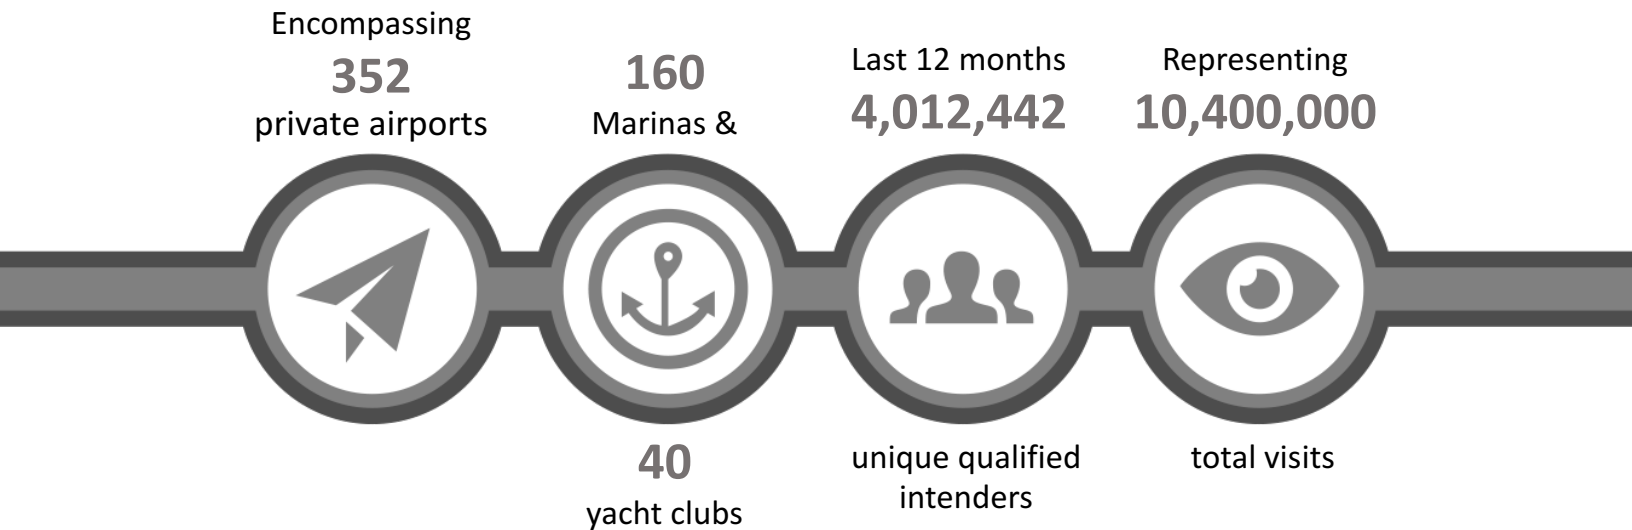 Encompassing
352
private airports
160
Marinas &
40
yacht clubs
Last 12 months
4,012,442
unique qualified
intenders
Representing
10,400,000
total visits